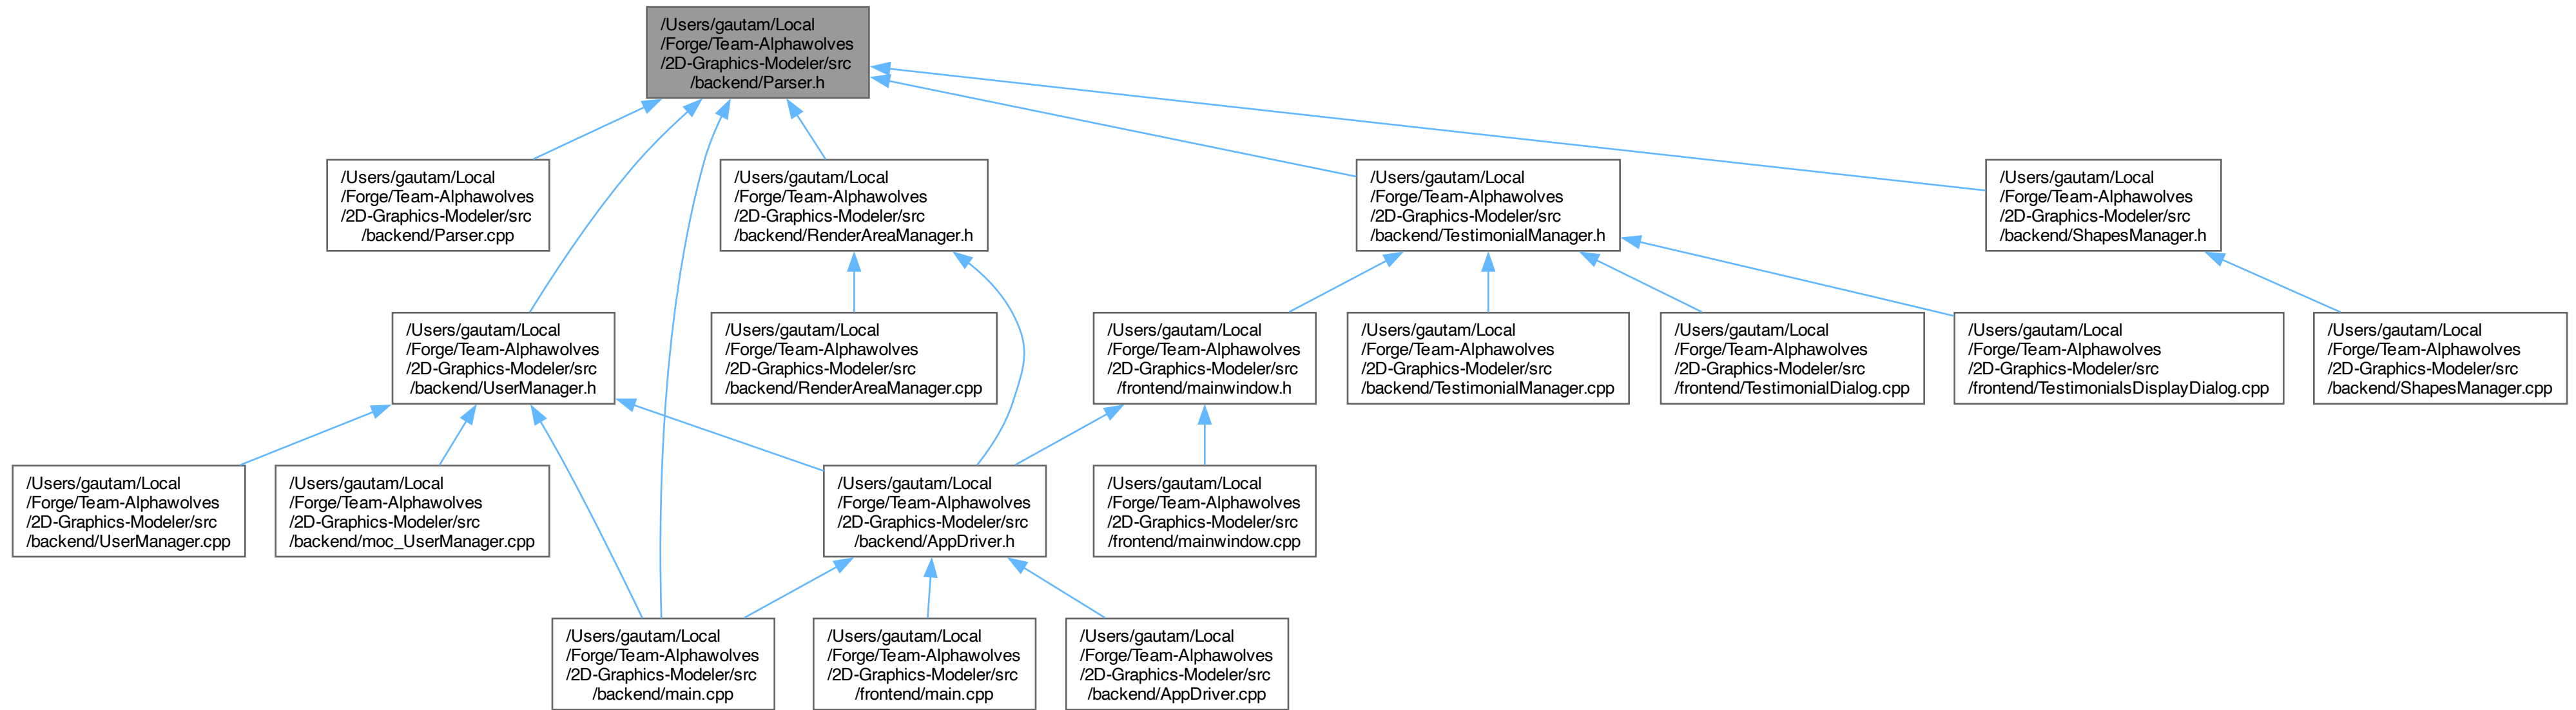 /Users/gautam/Local
/Forge/Team-Alphawolves
/2D-Graphics-Modeler/src
/backend/Parser.h
/Users/gautam/Local
/Forge/Team-Alphawolves
/2D-Graphics-Modeler/src
/backend/Parser.cpp
/Users/gautam/Local
/Forge/Team-Alphawolves
/2D-Graphics-Modeler/src
/backend/RenderAreaManager.h
/Users/gautam/Local
/Forge/Team-Alphawolves
/2D-Graphics-Modeler/src
/backend/TestimonialManager.h
/Users/gautam/Local
/Forge/Team-Alphawolves
/2D-Graphics-Modeler/src
/backend/ShapesManager.h
/Users/gautam/Local
/Forge/Team-Alphawolves
/2D-Graphics-Modeler/src
/backend/UserManager.h
/Users/gautam/Local
/Forge/Team-Alphawolves
/2D-Graphics-Modeler/src
/backend/RenderAreaManager.cpp
/Users/gautam/Local
/Forge/Team-Alphawolves
/2D-Graphics-Modeler/src
/frontend/mainwindow.h
/Users/gautam/Local
/Forge/Team-Alphawolves
/2D-Graphics-Modeler/src
/backend/TestimonialManager.cpp
/Users/gautam/Local
/Forge/Team-Alphawolves
/2D-Graphics-Modeler/src
/frontend/TestimonialDialog.cpp
/Users/gautam/Local
/Forge/Team-Alphawolves
/2D-Graphics-Modeler/src
/frontend/TestimonialsDisplayDialog.cpp
/Users/gautam/Local
/Forge/Team-Alphawolves
/2D-Graphics-Modeler/src
/backend/ShapesManager.cpp
/Users/gautam/Local
/Forge/Team-Alphawolves
/2D-Graphics-Modeler/src
/backend/UserManager.cpp
/Users/gautam/Local
/Forge/Team-Alphawolves
/2D-Graphics-Modeler/src
/backend/moc_UserManager.cpp
/Users/gautam/Local
/Forge/Team-Alphawolves
/2D-Graphics-Modeler/src
/backend/AppDriver.h
/Users/gautam/Local
/Forge/Team-Alphawolves
/2D-Graphics-Modeler/src
/frontend/mainwindow.cpp
/Users/gautam/Local
/Forge/Team-Alphawolves
/2D-Graphics-Modeler/src
/backend/main.cpp
/Users/gautam/Local
/Forge/Team-Alphawolves
/2D-Graphics-Modeler/src
/frontend/main.cpp
/Users/gautam/Local
/Forge/Team-Alphawolves
/2D-Graphics-Modeler/src
/backend/AppDriver.cpp